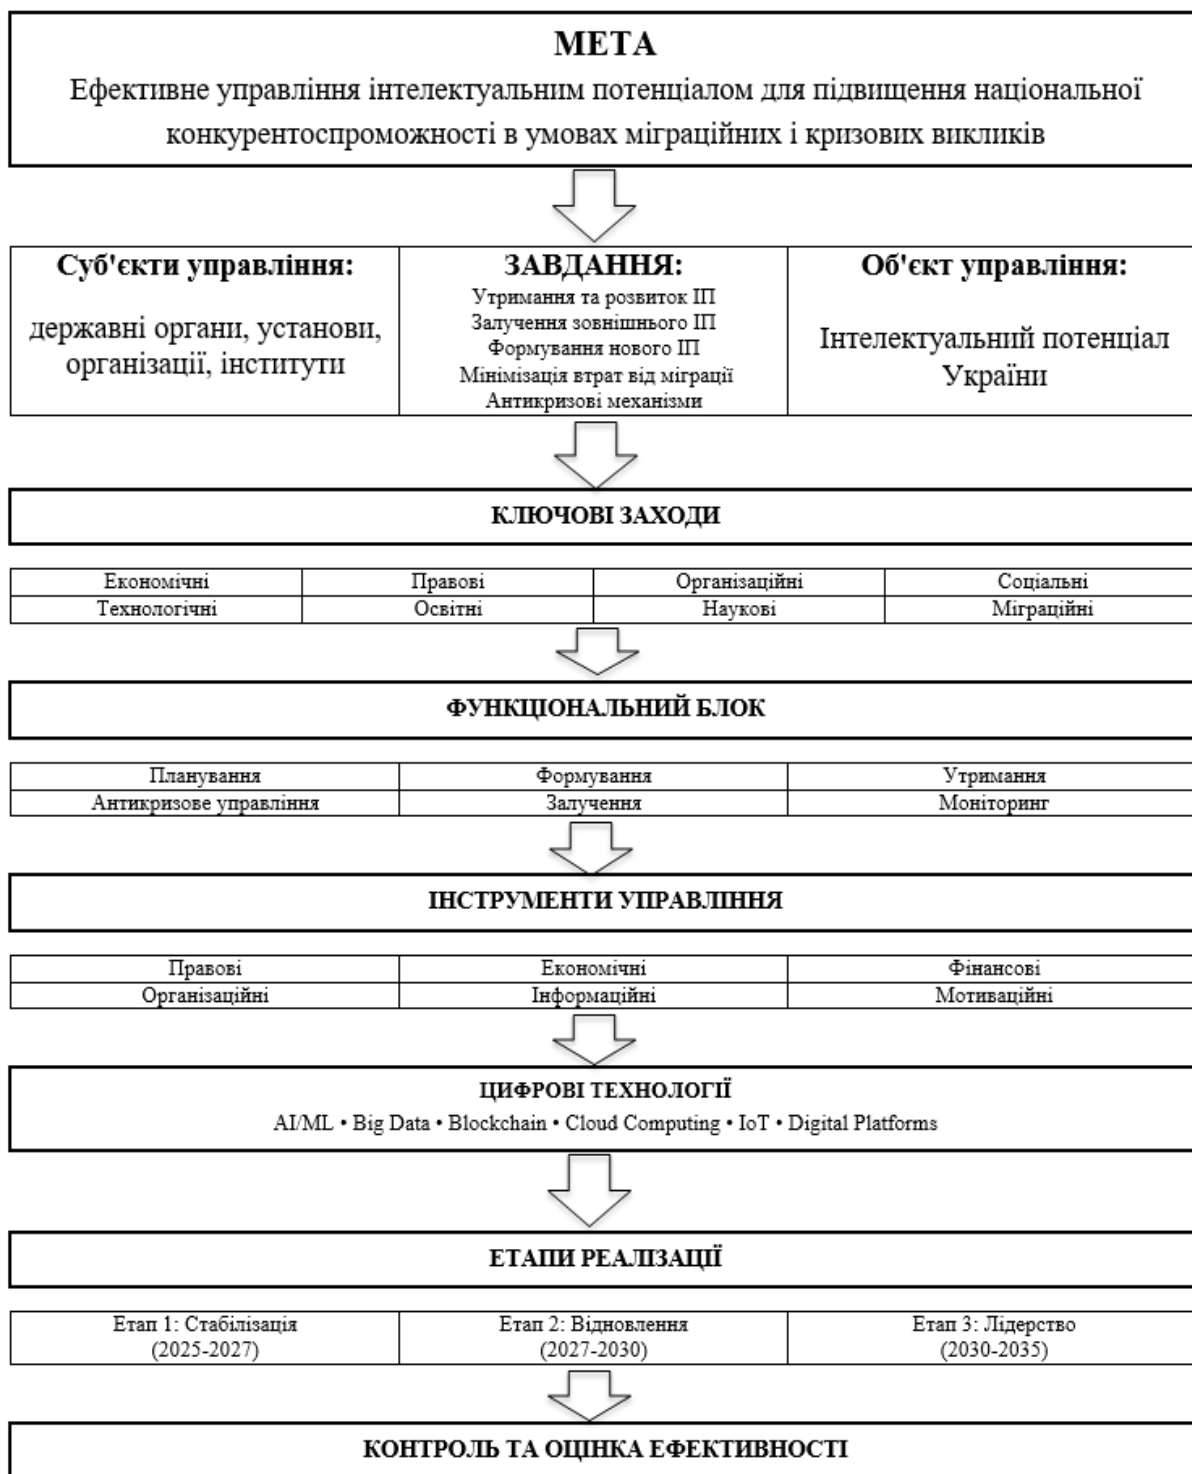 МЕТА
Ефективне управління інтелектуальним потенціалом для підвищення національної
конкурентоспроможності в умовах міграційних і кризових викликів
Суб'єкти управління:
державні органи, установи,
організації, інститути
ЗАВДАННЯ:
Утримання та розвиток ІП
Залучення зовнішнього ІП
Формування нового ІП
Мінімізація втрат від міграції
Антикризові механізми
Об'єкт управління:
Інтелектуальний потенціал
України
КЛЮЧОВІ ЗАХОДИ
Економічні Правові Організаційні Соціальні
Технологічні Освітні Наукові Міграційні
ФУНКЦІОНАЛЬНИЙ БЛОК
Планування Формування Утримання
Антикризове управління Залучення Моніторинг
ІНСТРУМЕНТИ УПРАВЛІННЯ
Правові Економічні Фінансові
Організаційні Інформаційні Мотиваційні
ЦИФРОВІ ТЕХНОЛОГІЇ
AI/ML • Big Data • Blockchain • Cloud Computing • IoT • Digital Platforms
ЕТАПИ РЕАЛІЗАЦІЇ
Етап 1: Стабілізація
(2025-2027)
Етап 2: Відновлення
(2027-2030)
Етап 3: Лідерство
(2030-2035)
КОНТРОЛЬ ТА ОЦІНКА ЕФЕКТИВНОСТІ